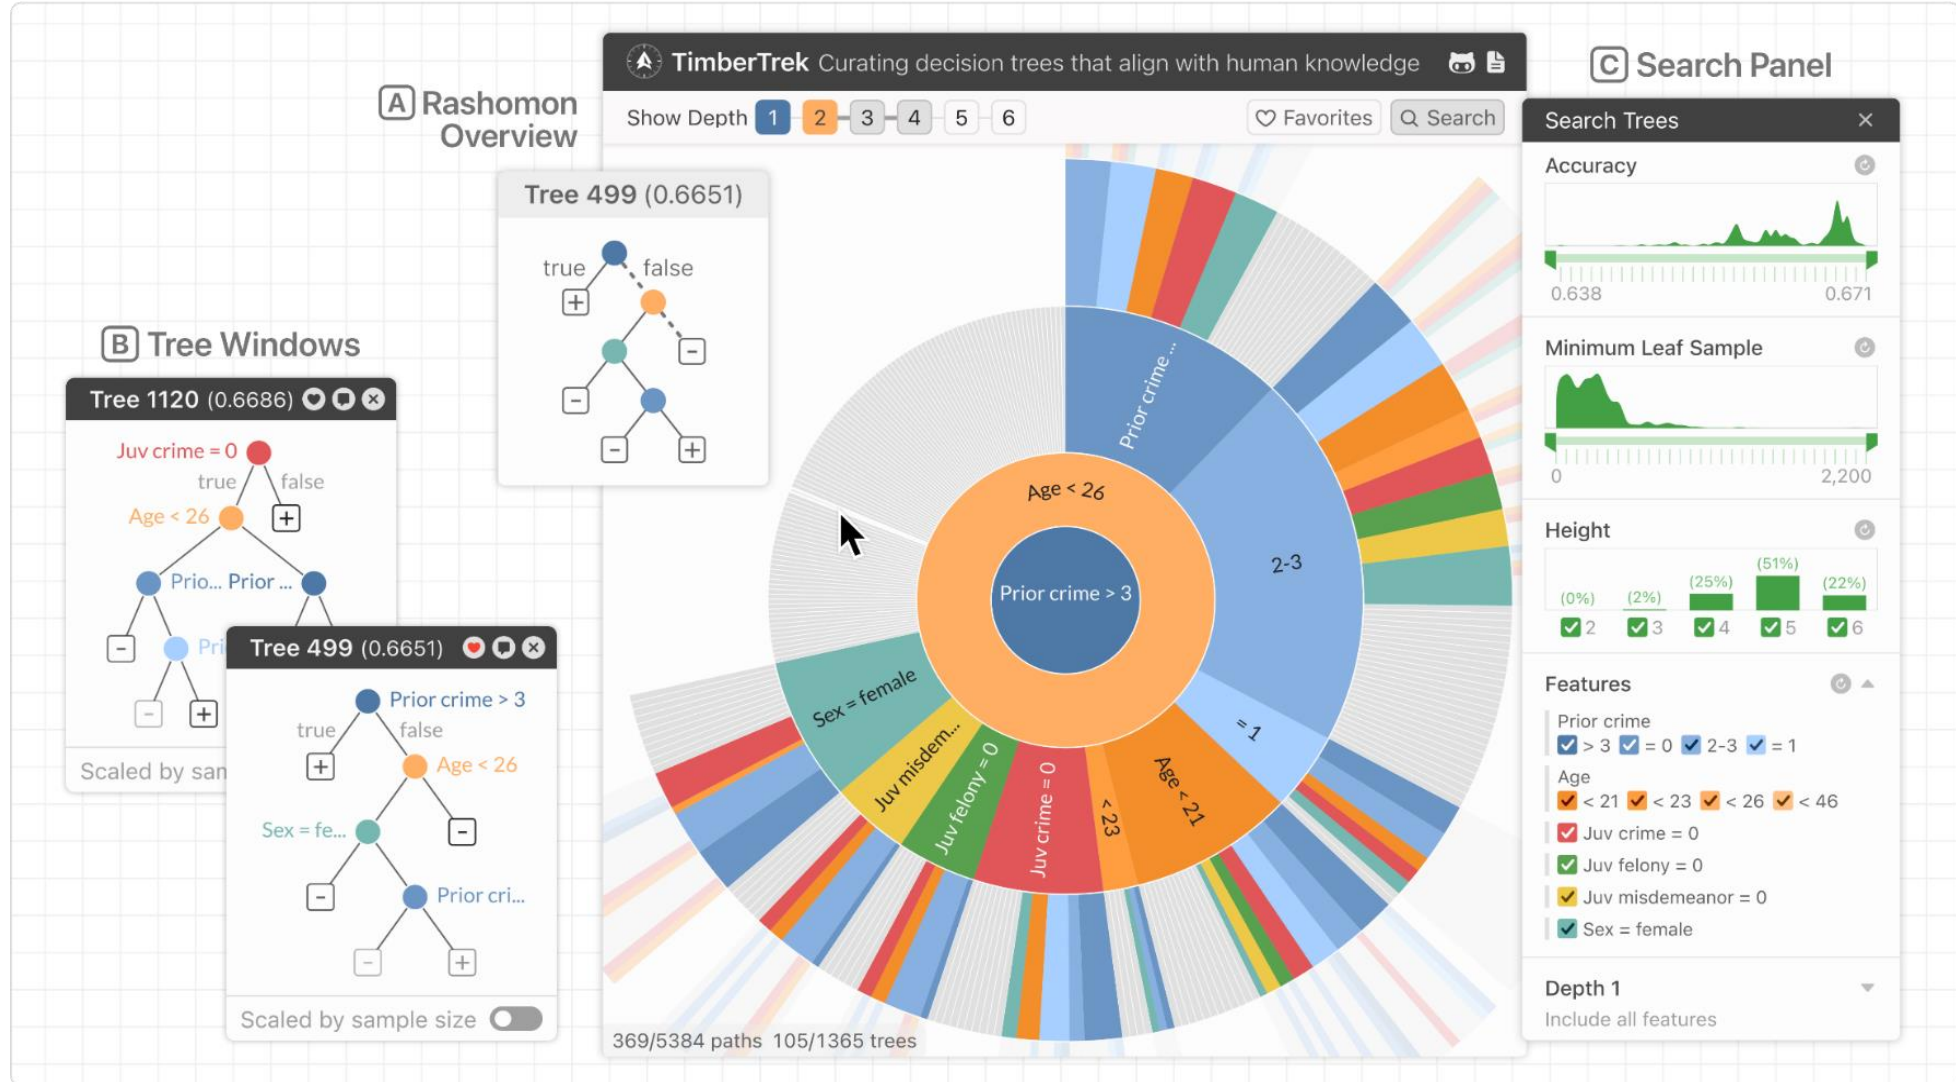 A Rashomon
Overview
TimberTrek Curating decision trees that align with human knowledge
Show Depth 1 2 3 4 5 6
Favorites Search
Tree 499 (0.6651)
true false
+
-
-
- +
Prior crime > 3
Age < 26
Prior crime ...
2-3
= 1
Age < 21
< 23
Juv crime = 0
Juv felony = 0
Juv misdem...
Sex = female
369/5384 paths 105/1365 trees
B Tree Windows
Tree 1120 (0.6686)
Juv crime = 0
true false
Age < 26 +
Prio... Prior ...
- Pri
- +
Scaled by sam
Tree 499 (0.6651)
Prior crime > 3
true false
+ Age < 26
Sex = fe... -
- Prior cri...
- +
Scaled by sample size
C Search Panel
Search Trees
Accuracy
0.638 0.671
Minimum Leaf Sample
0 2,200
Height
(0%) (2%) (25%) (51%) (22%)
2 3 4 5 6
Features
Prior crime
> 3 = 0 2-3 = 1
Age
< 21 < 23 < 26 < 46
Juv crime = 0
Juv felony = 0
Juv misdemeanor = 0
Sex = female
Depth 1
Include all features